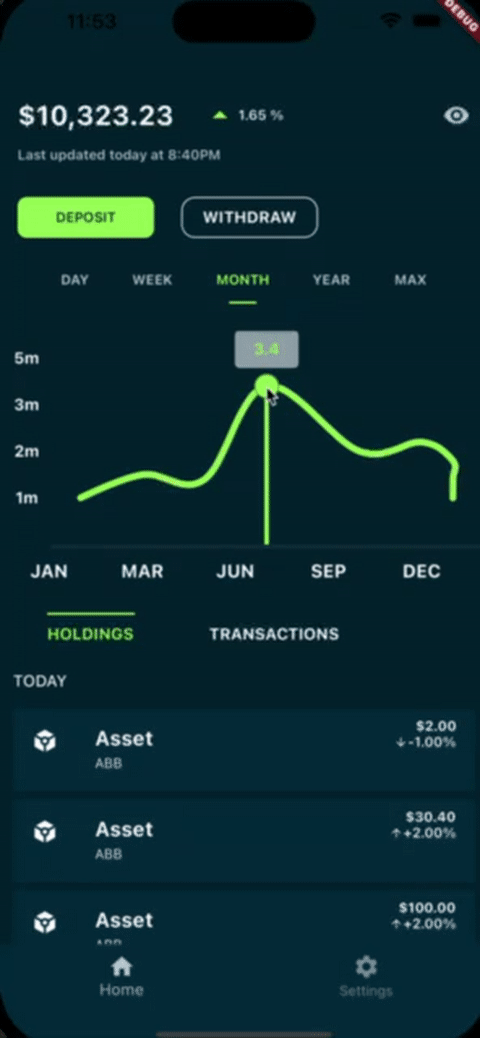 11:53
DEBUG
$10,323.23 1.65 %
Last updated today at 8:40PM
DEPOSIT WITHDRAW
DAY WEEK MONTH YEAR MAX
3.4
5m
3m
2m
1m
JAN MAR JUN SEP DEC
HOLDINGS TRANSACTIONS
TODAY
Asset $2.00
ABB ↓-1.00%
Asset $30.40
ABB ↑+2.00%
Asset $100.00
ABB ↑+2.00%
Home Settings